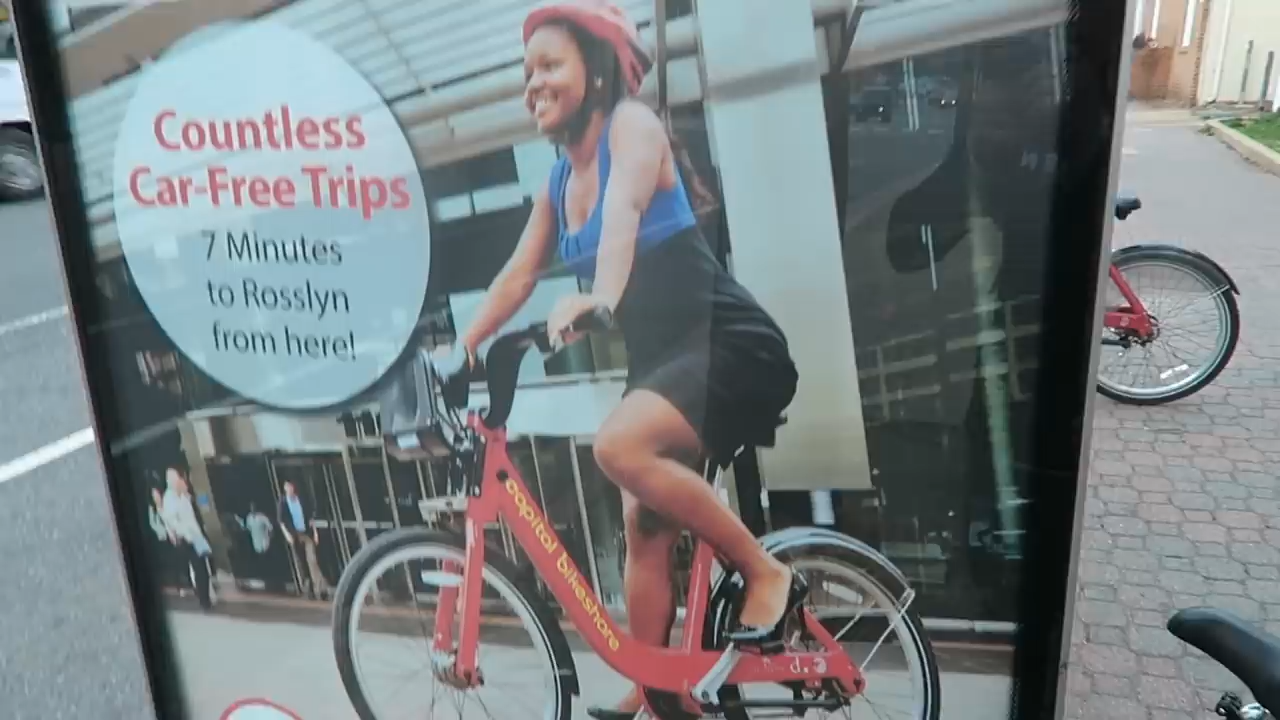 Countless
Car-Free Trips
7 Minutes
to Rosslyn
from here!
capital bikeshare
d.